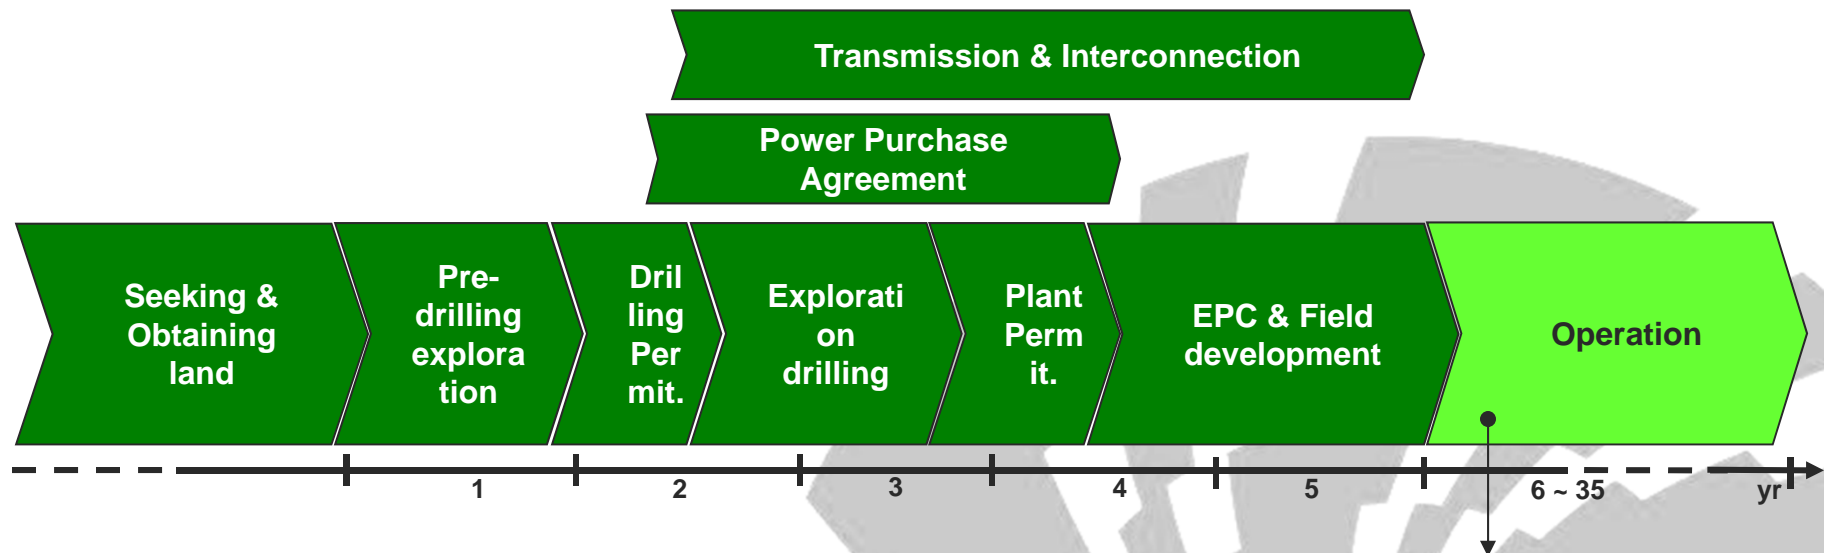 Transmission & Interconnection
Power Purchase
Agreement
Seeking &
Obtaining
land
Pre-
drilling
explora
tion
Dril
ling
Per
mit.
Explorati
on
drilling
Plant
Perm
it.
EPC & Field
development
Operation
1
2
3
4
5
6 ~ 35
yr